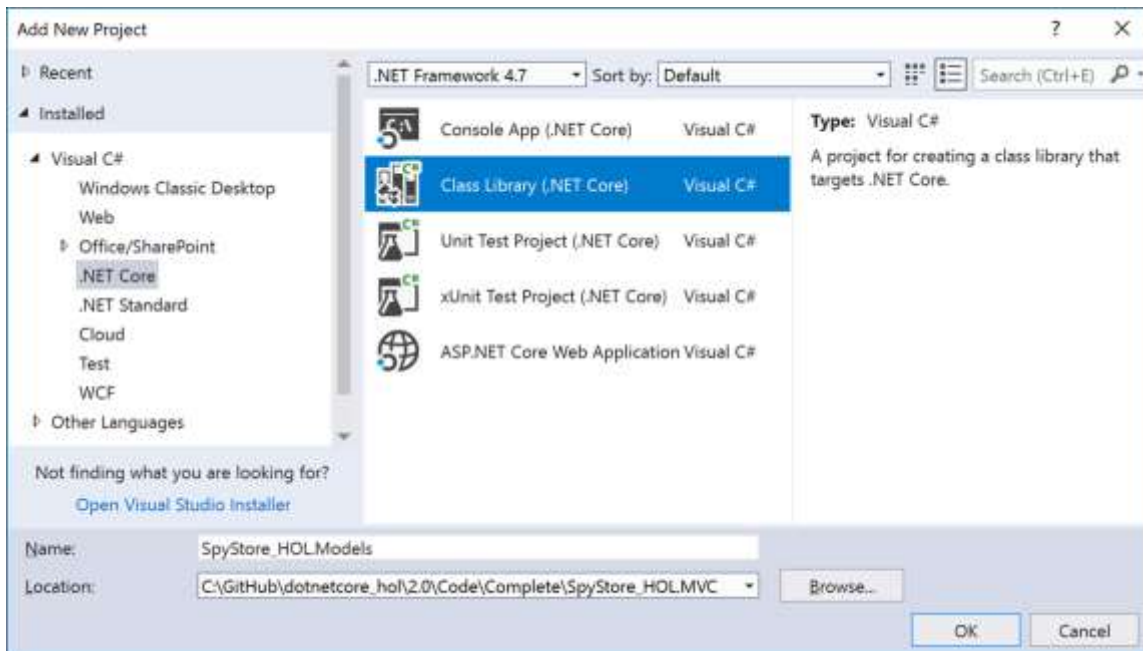 Add New Project
?
Recent
.NET Framework 4.7
Sort by:
Default
Search (Ctrl+E)
Installed
Visual C#
Windows Classic Desktop
Web
Office/SharePoint
.NET Core
.NET Standard
Cloud
Test
WCF
Other Languages
Not finding what you are looking for?
Open Visual Studio Installer
Console App (.NET Core) Visual C#
Class Library (.NET Core) Visual C#
Unit Test Project (.NET Core) Visual C#
xUnit Test Project (.NET Core) Visual C#
ASP.NET Core Web Application Visual C#
Type: Visual C#
A project for creating a class library that
targets .NET Core.
Name: SpyStore_HOL.Models
Location: C:\GitHub\dotnetcore_hol\2.0\Code\Complete\SpyStore_HOL.MVC
Browse...
OK Cancel